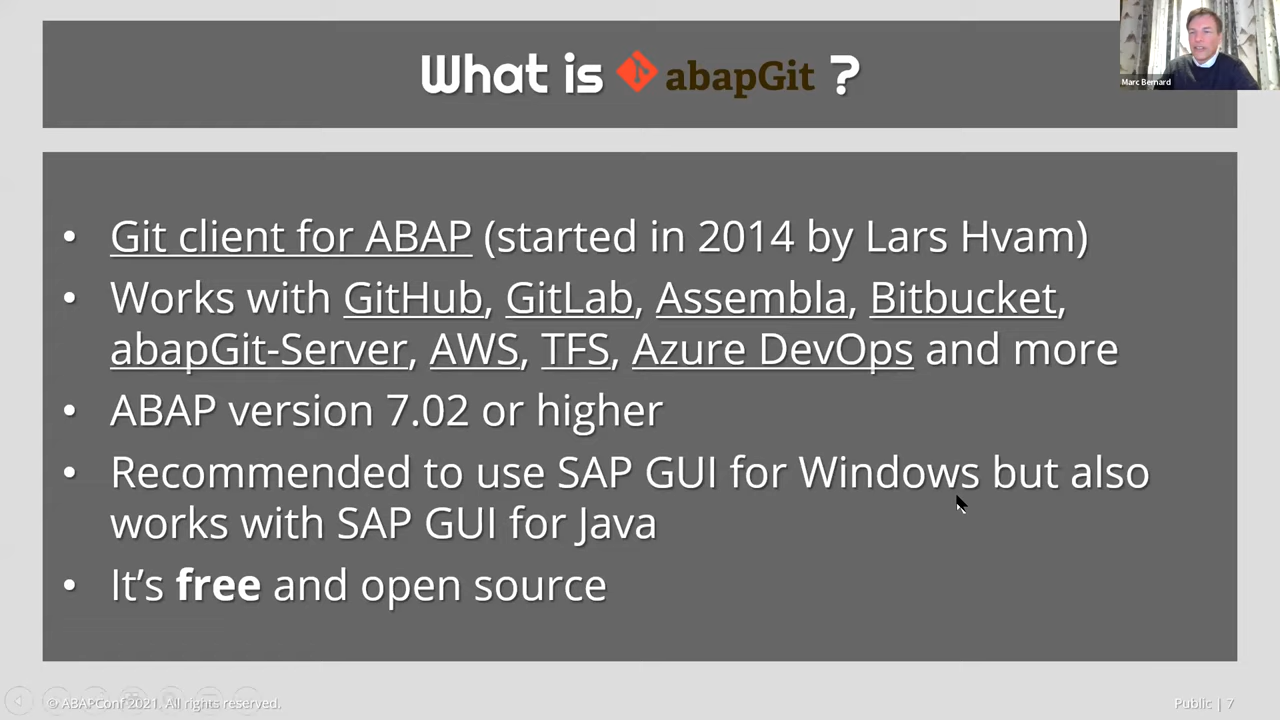 What is abapGit ?
Marc Bernard
• Git client for ABAP (started in 2014 by Lars Hvam)
• Works with GitHub, GitLab, Assembla, Bitbucket,
abapGit-Server, AWS, TFS, Azure DevOps and more
• ABAP version 7.02 or higher
• Recommended to use SAP GUI for Windows but also
works with SAP GUI for Java
• It’s free and open source
© ABAPConf 2021. All rights reserved.
Public | 7